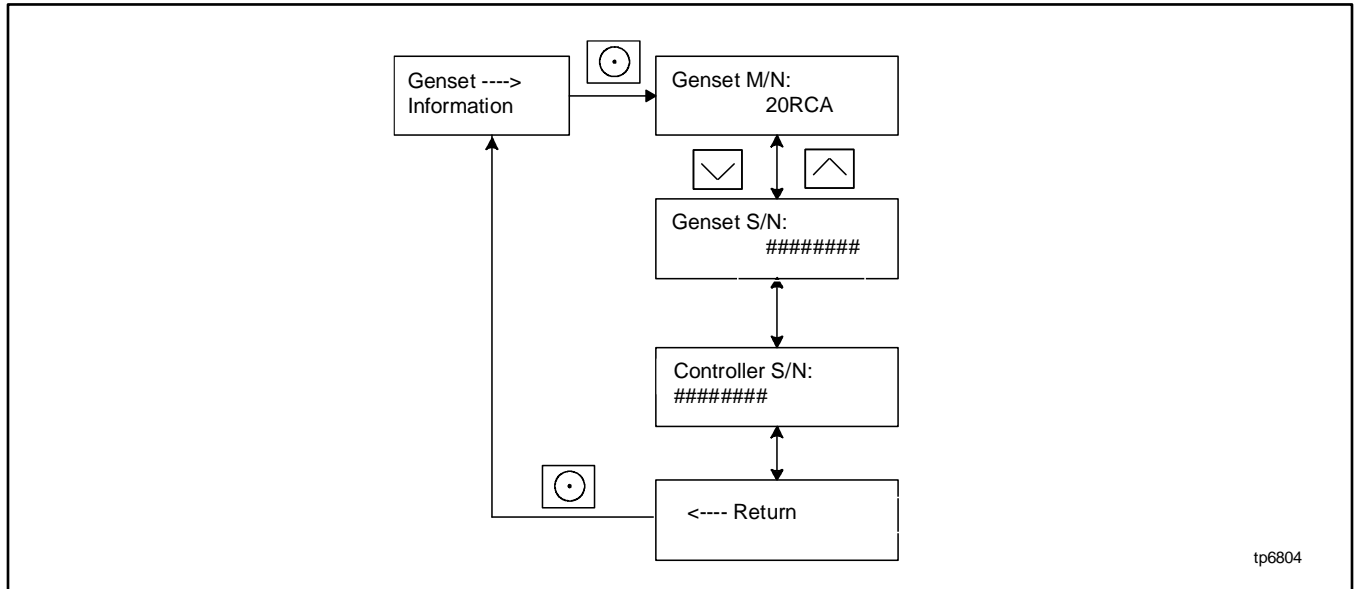 Genset ---->
Information
Genset M/N:
20RCA
Genset S/N:
########
Controller S/N:
########
<---- Return
tp6804